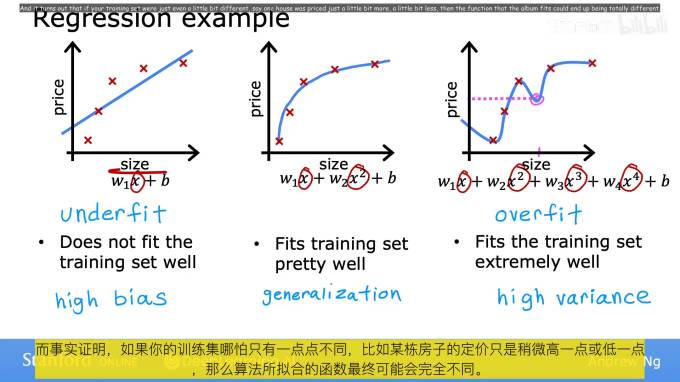 And it turns out that if your training set were just even a little bit different, say one house was priced just a little bit more, a little bit less, then the function that the album fits could end up being totally different
Regression example
bilibili
price
size
w₁x + b
price
size
w₁x + w₂x² + b
price
size
w₁x + w₂x² + w₃x³ + w₄x⁴ + b
underfit
overfit
• Does not fit the
training set well
• Fits training set
pretty well
• Fits the training set
extremely well
high bias
generalization
high variance
而事实证明，如果你的训练集哪怕只有一点点不同，比如某栋房子的定价只是稍微高一点或低一点
，那么算法所拟合的函数最终可能会完全不同。
Stanford ONLINE
Andrew Ng